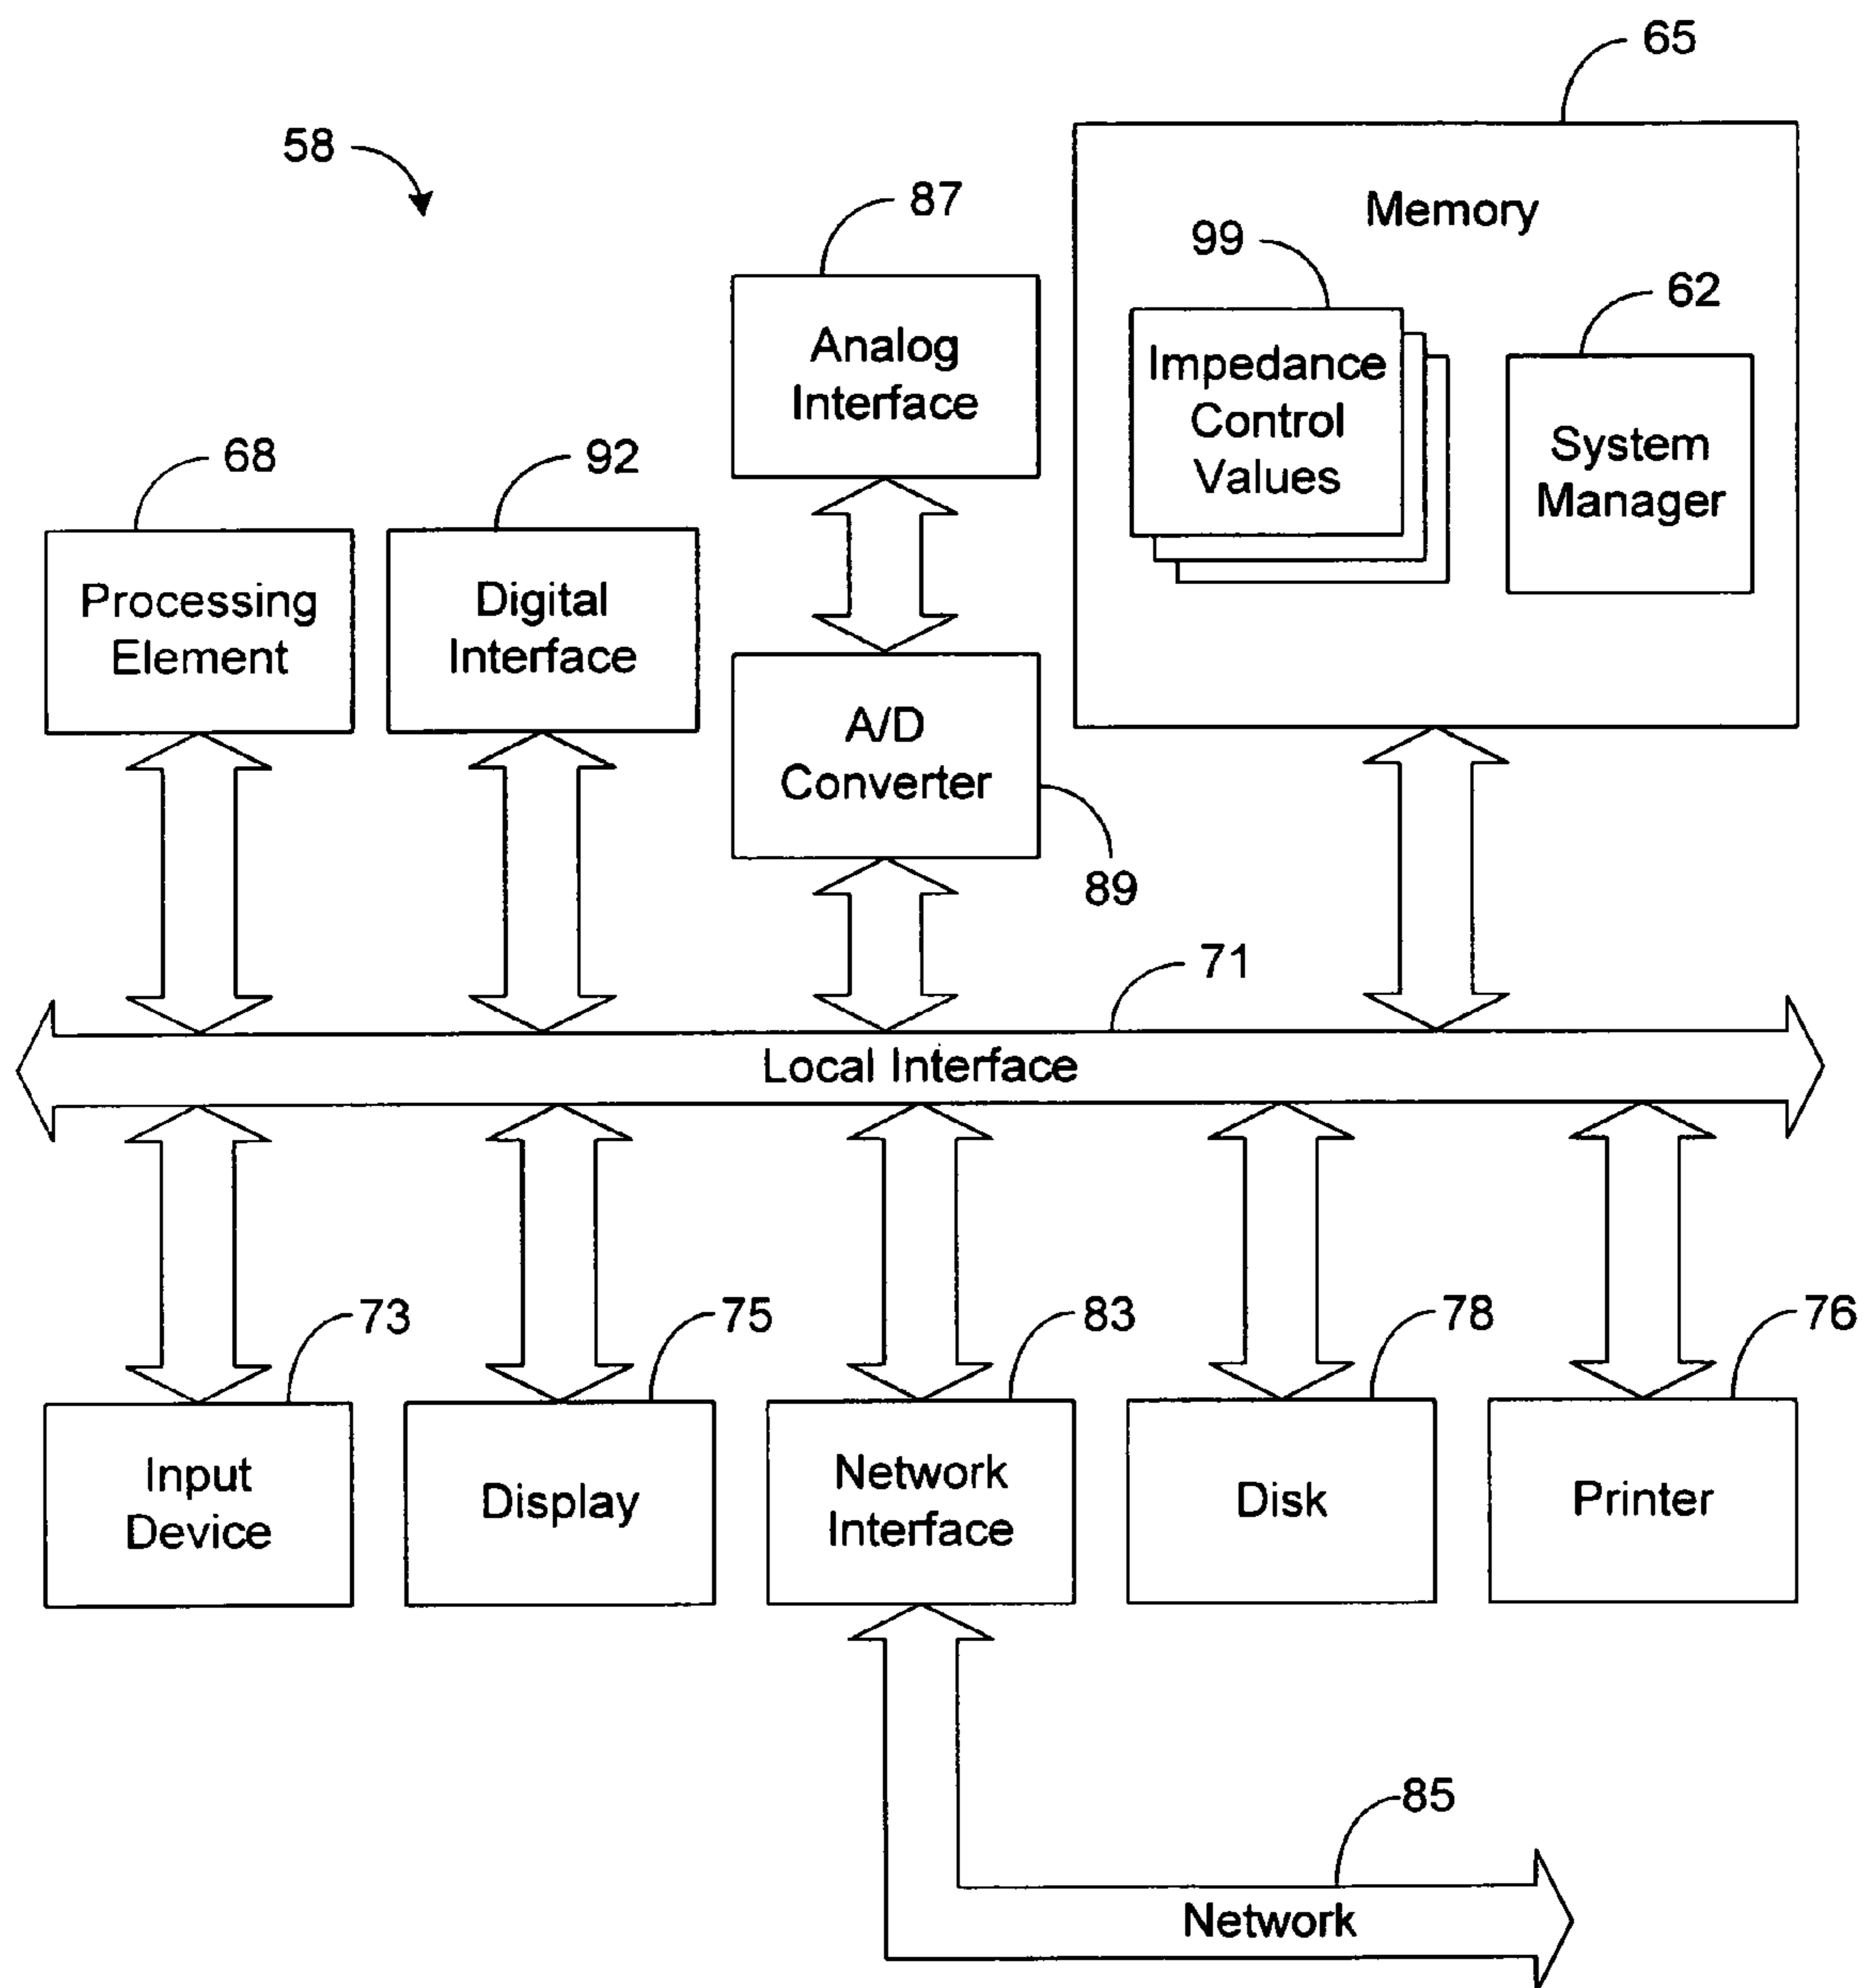 65
58
Memory
87
99
62
Analog
Interface
Impedance
Control
Values
System
Manager
68
92
Processing
Element
Digital
Interface
A/D
Converter
89
71
Local Interface
73
75
83
78
76
Input
Device
Display
Network
Interface
Disk
Printer
85
Network